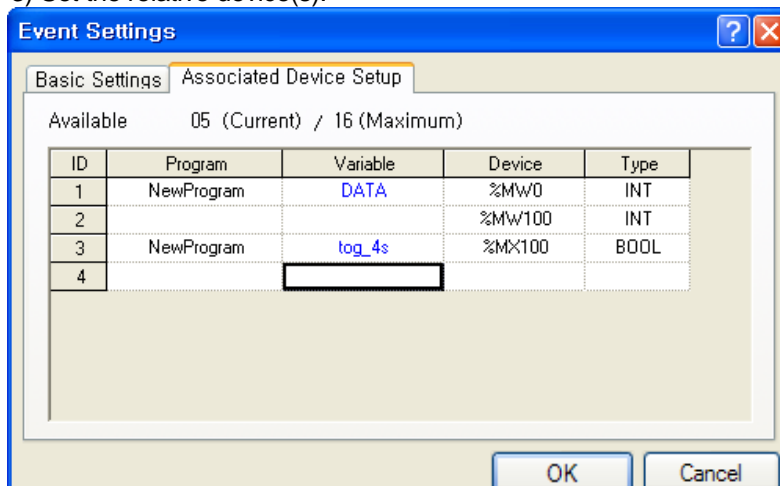 Event Settings
Basic Settings Associated Device Setup
Available 05 (Current) / 16 (Maximum)
ID Program Variable Device Type
1 NewProgram DATA %MW0 INT
2 %MW100 INT
3 NewProgram tog_4s %MX100 BOOL
4
OK Cancel